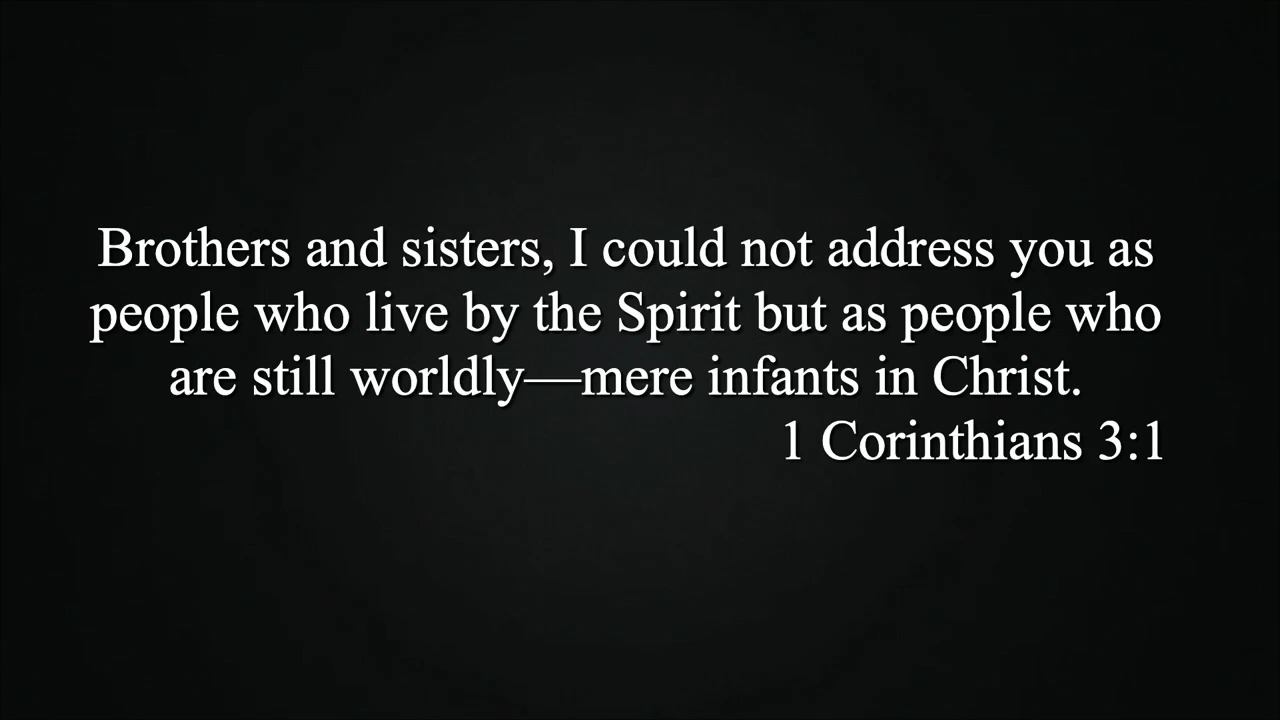 Brothers and sisters, I could not address you as
people who live by the Spirit but as people who
are still worldly—mere infants in Christ.
1 Corinthians 3:1